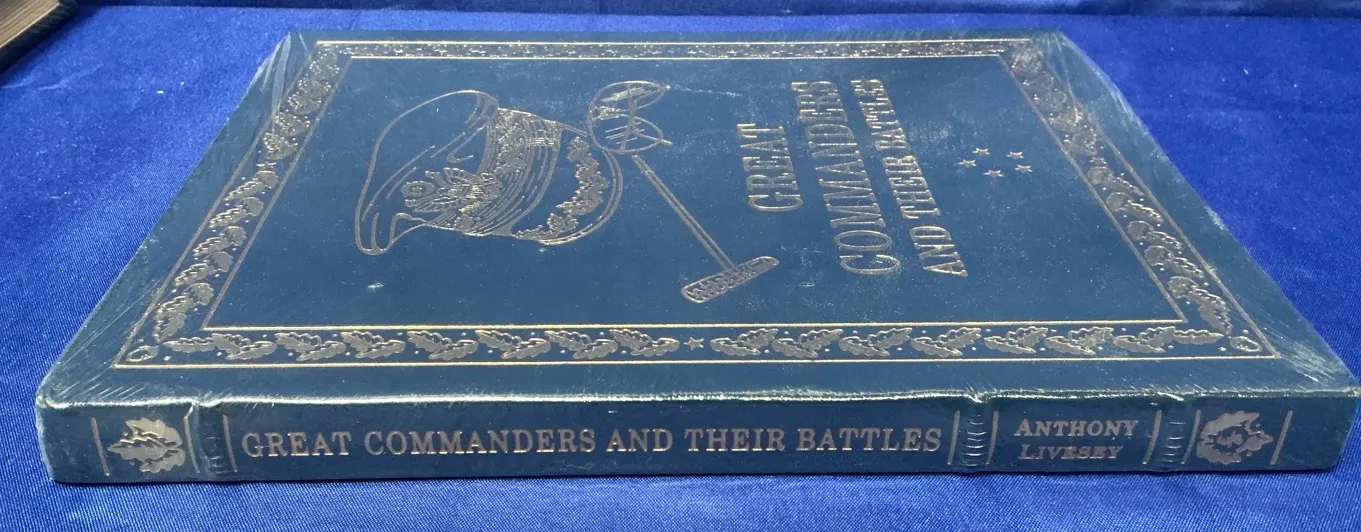 GREAT
COMMANDERS
AND THEIR BATTLES
GREAT COMMANDERS AND THEIR BATTLES
ANTHONY
LIVESEY